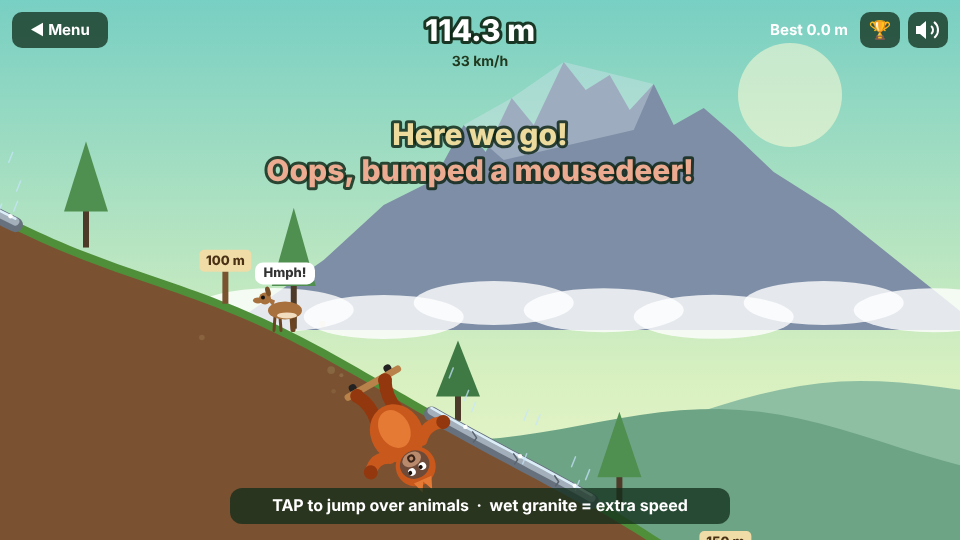 ◀ Menu
114.3 m
33 km/h
Best 0.0 m
Here we go!
Oops, bumped a mousedeer!
100 m
Hmph!
TAP to jump over animals · wet granite = extra speed
150 m